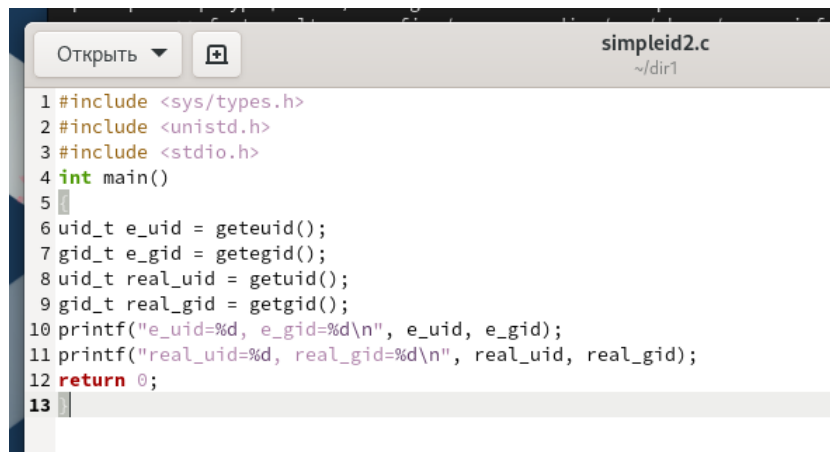 Открыть
simpleid2.c
~/dir1
1 #include <sys/types.h>
2 #include <unistd.h>
3 #include <stdio.h>
4 int main()
5 {
6 uid_t e_uid = geteuid();
7 gid_t e_gid = getegid();
8 uid_t real_uid = getuid();
9 gid_t real_gid = getgid();
10 printf("e_uid=%d, e_gid=%d\n", e_uid, e_gid);
11 printf("real_uid=%d, real_gid=%d\n", real_uid, real_gid);
12 return 0;
13 }